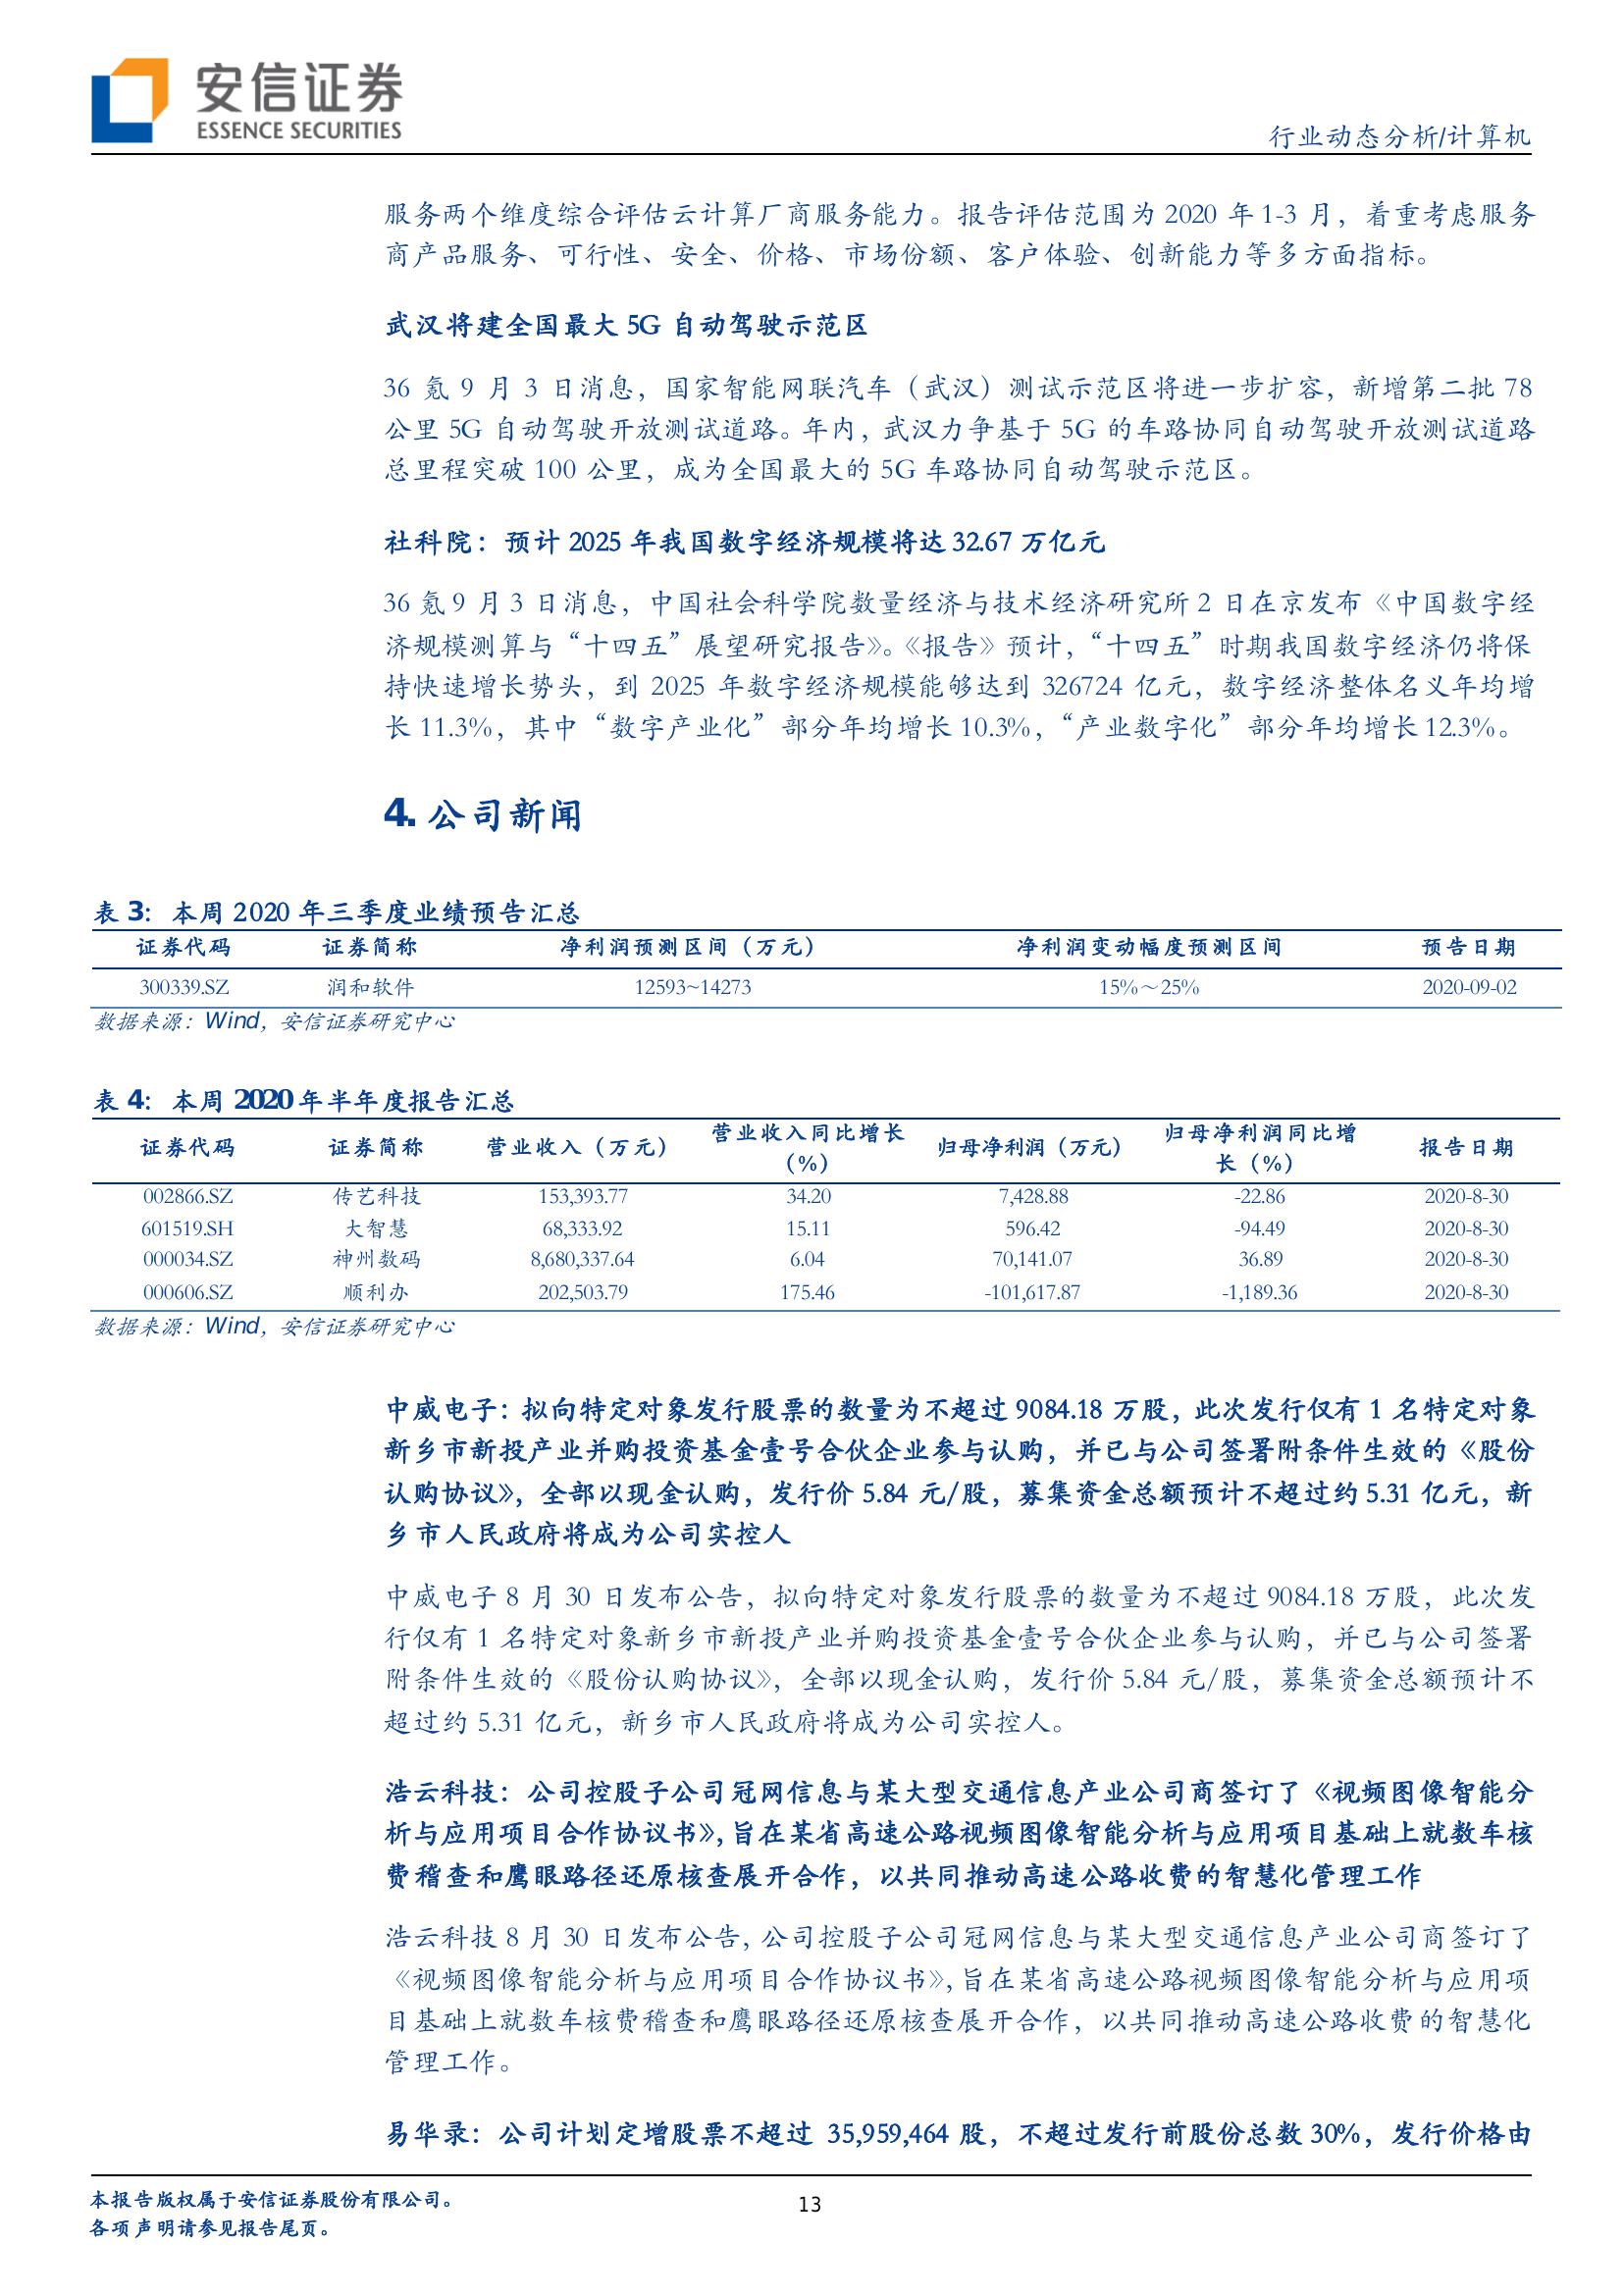 安信证券
ESSENCE SECURITIES
行业动态分析/计算机
服务两个维度综合评估云计算厂商服务能力。报告评估范围为 2020 年 1-3 月，着重考虑服务
商产品服务、可行性、安全、价格、市场份额、客户体验、创新能力等多方面指标。
武汉将建全国最大 5G 自动驾驶示范区
36 氪 9 月 3 日消息，国家智能网联汽车（武汉）测试示范区将进一步扩容，新增第二批 78
公里 5G 自动驾驶开放测试道路。年内，武汉力争基于 5G 的车路协同自动驾驶开放测试道路
总里程突破 100 公里，成为全国最大的 5G 车路协同自动驾驶示范区。
社科院：预计 2025 年我国数字经济规模将达 32.67 万亿元
36 氪 9 月 3 日消息，中国社会科学院数量经济与技术经济研究所 2 日在京发布《中国数字经
济规模测算与“十四五”展望研究报告》。《报告》预计，“十四五”时期我国数字经济仍将保
持快速增长势头，到 2025 年数字经济规模能够达到 326724 亿元，数字经济整体名义年均增
长 11.3%，其中“数字产业化”部分年均增长 10.3%，“产业数字化”部分年均增长 12.3%。
4. 公司新闻
表 3：本周 2020 年三季度业绩预告汇总
证券代码 证券简称 净利润预测区间（万元） 净利润变动幅度预测区间 预告日期
300339.SZ 润和软件 12593~14273 15%～25% 2020-09-02
数据来源：Wind，安信证券研究中心
表 4：本周 2020 年半年度报告汇总
证券代码 证券简称 营业收入（万元） 营业收入同比增长（%） 归母净利润（万元） 归母净利润同比增长（%） 报告日期
002866.SZ 传艺科技 153,393.77 34.20 7,428.88 -22.86 2020-8-30
601519.SH 大智慧 68,333.92 15.11 596.42 -94.49 2020-8-30
000034.SZ 神州数码 8,680,337.64 6.04 70,141.07 36.89 2020-8-30
000606.SZ 顺利办 202,503.79 175.46 -101,617.87 -1,189.36 2020-8-30
数据来源：Wind，安信证券研究中心
中威电子：拟向特定对象发行股票的数量为不超过 9084.18 万股，此次发行仅有 1 名特定对象
新乡市新投产业并购投资基金壹号合伙企业参与认购，并已与公司签署附条件生效的《股份
认购协议》，全部以现金认购，发行价 5.84 元/股，募集资金总额预计不超过约 5.31 亿元，新
乡市人民政府将成为公司实控人
中威电子 8 月 30 日发布公告，拟向特定对象发行股票的数量为不超过 9084.18 万股，此次发
行仅有 1 名特定对象新乡市新投产业并购投资基金壹号合伙企业参与认购，并已与公司签署
附条件生效的《股份认购协议》，全部以现金认购，发行价 5.84 元/股，募集资金总额预计不
超过约 5.31 亿元，新乡市人民政府将成为公司实控人。
浩云科技：公司控股子公司冠网信息与某大型交通信息产业公司商签订了《视频图像智能分
析与应用项目合作协议书》，旨在某省高速公路视频图像智能分析与应用项目基础上就数车核
费稽查和鹰眼路径还原核查展开合作，以共同推动高速公路收费的智慧化管理工作
浩云科技 8 月 30 日发布公告，公司控股子公司冠网信息与某大型交通信息产业公司商签订了
《视频图像智能分析与应用项目合作协议书》，旨在某省高速公路视频图像智能分析与应用项
目基础上就数车核费稽查和鹰眼路径还原核查展开合作，以共同推动高速公路收费的智慧化
管理工作。
易华录：公司计划定增股票不超过 35,959,464 股，不超过发行前股份总数 30%，发行价格由
本报告版权属于安信证券股份有限公司。
各项声明请参见报告尾页。
13